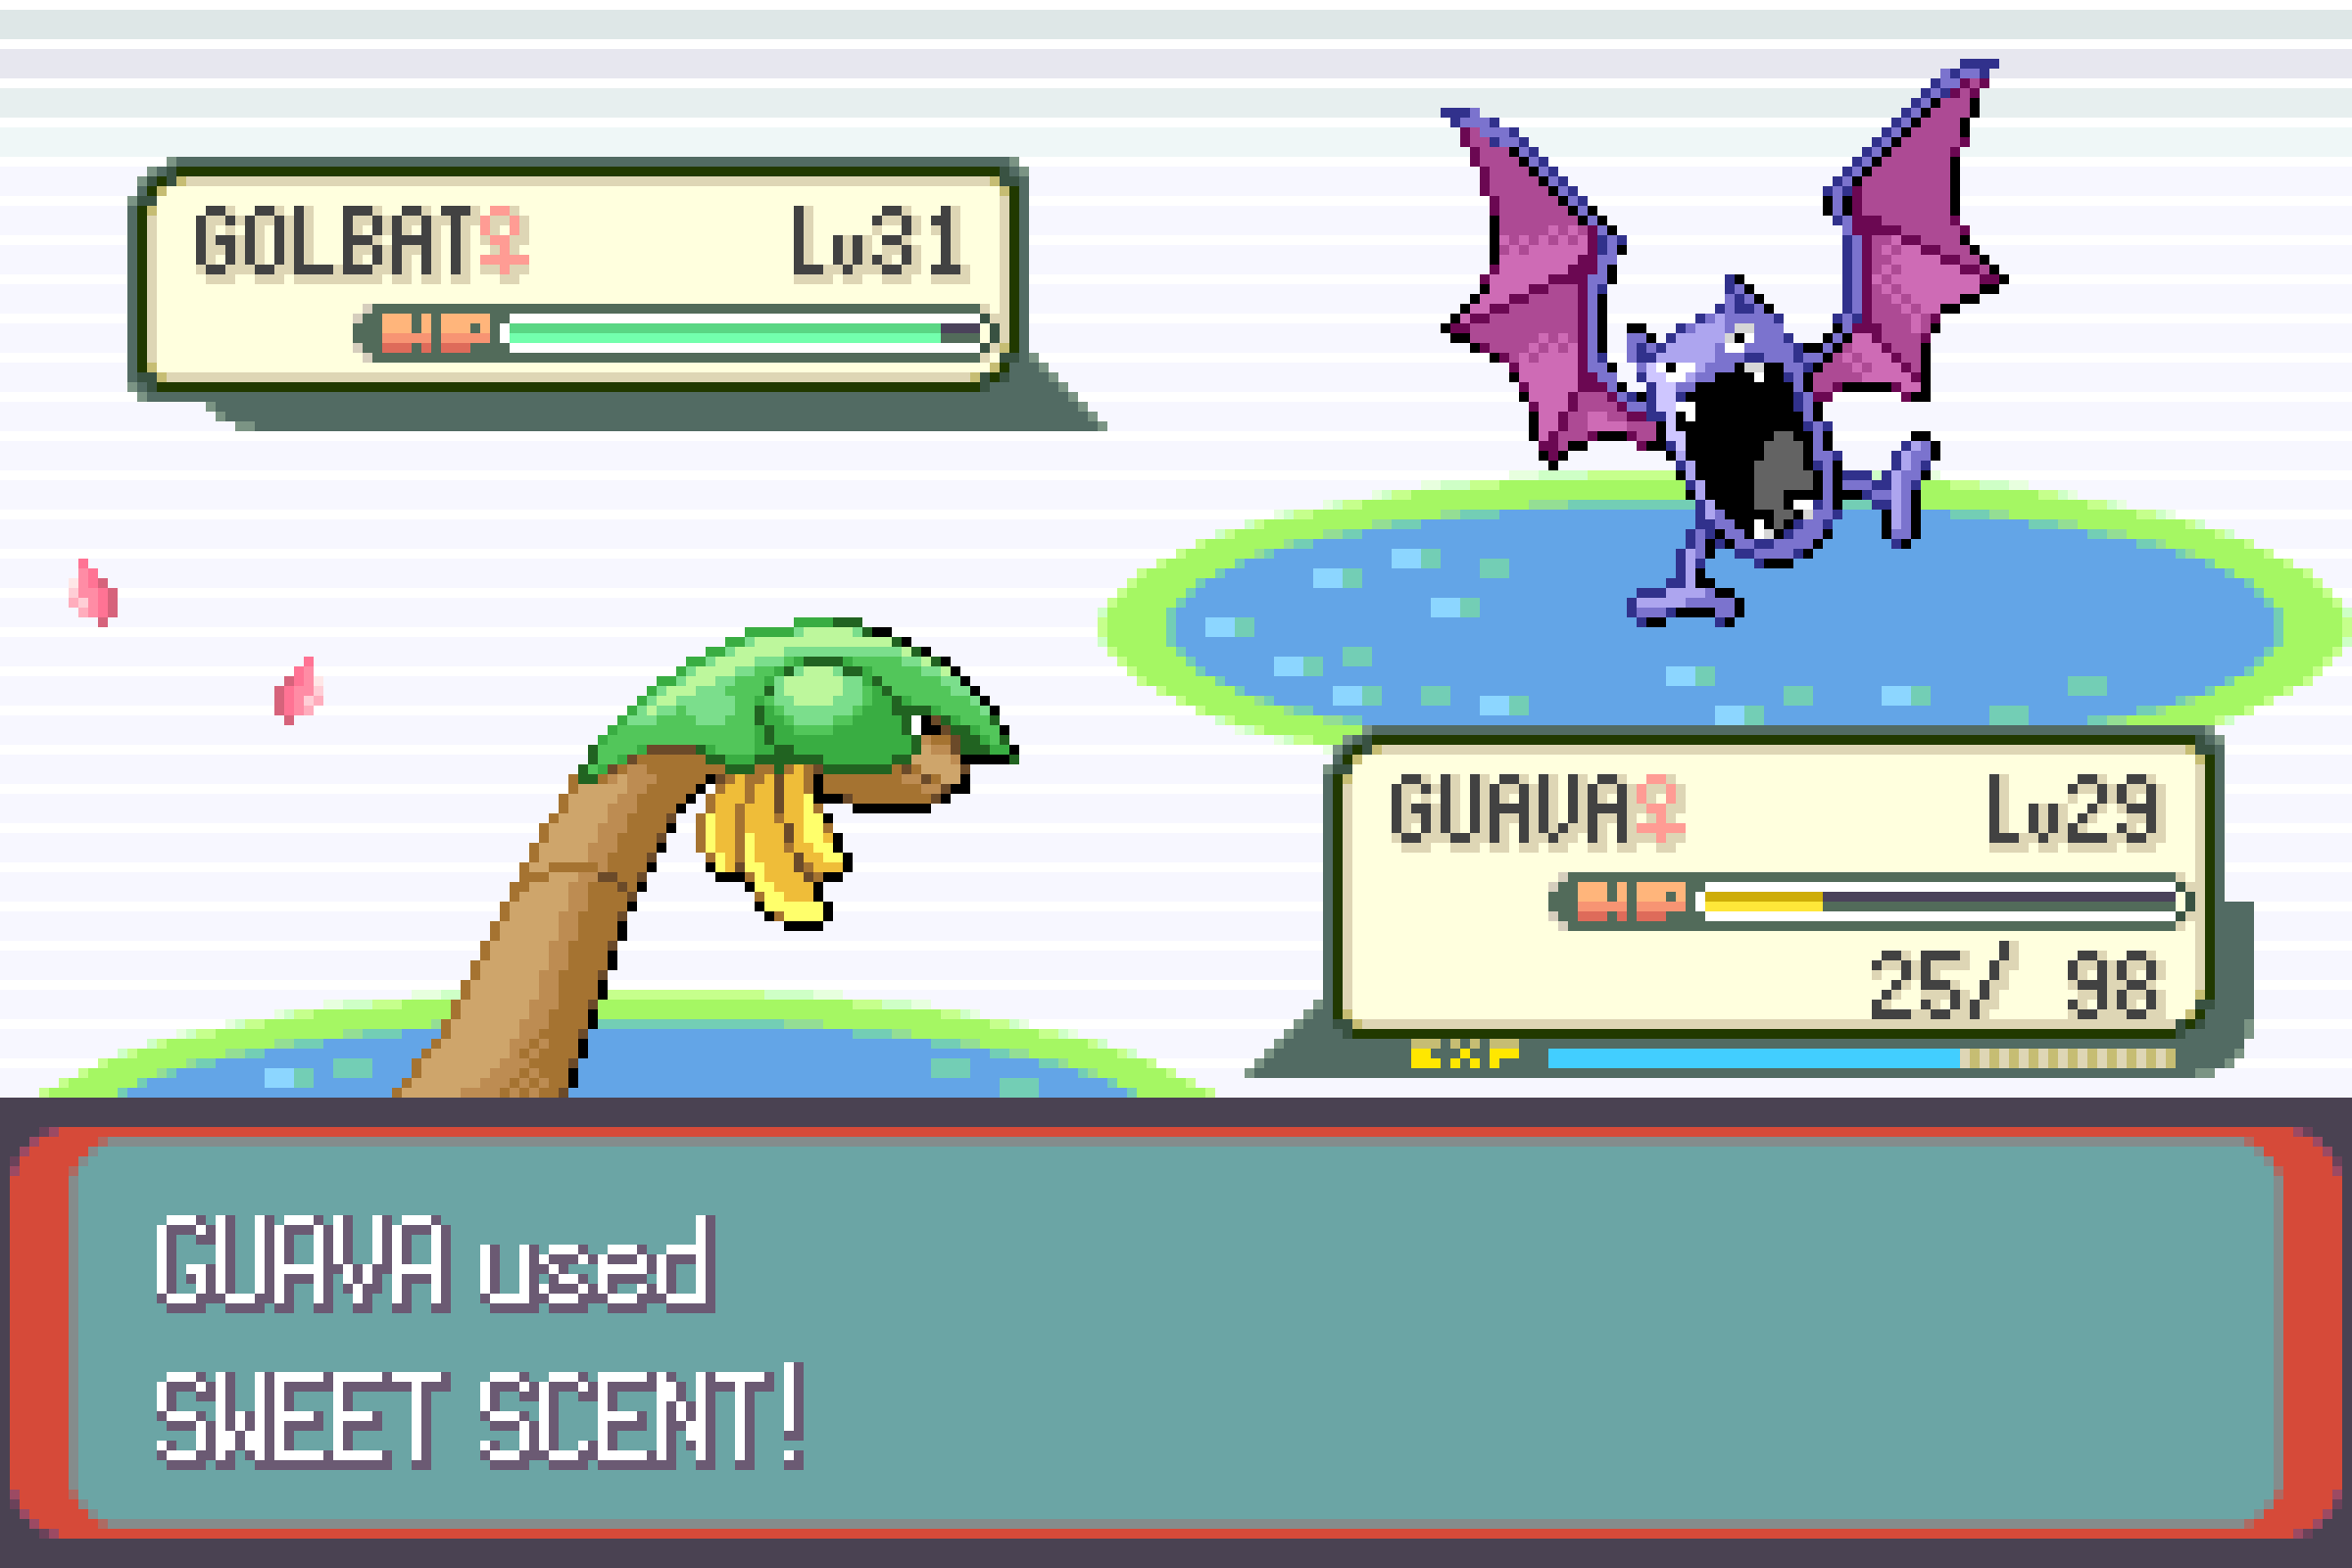 GOLBAT♀ Lv31
HP
GUAVA♀ Lv29
HP
25/ 98
EXP
GUAVA used
SWEET SCENT!